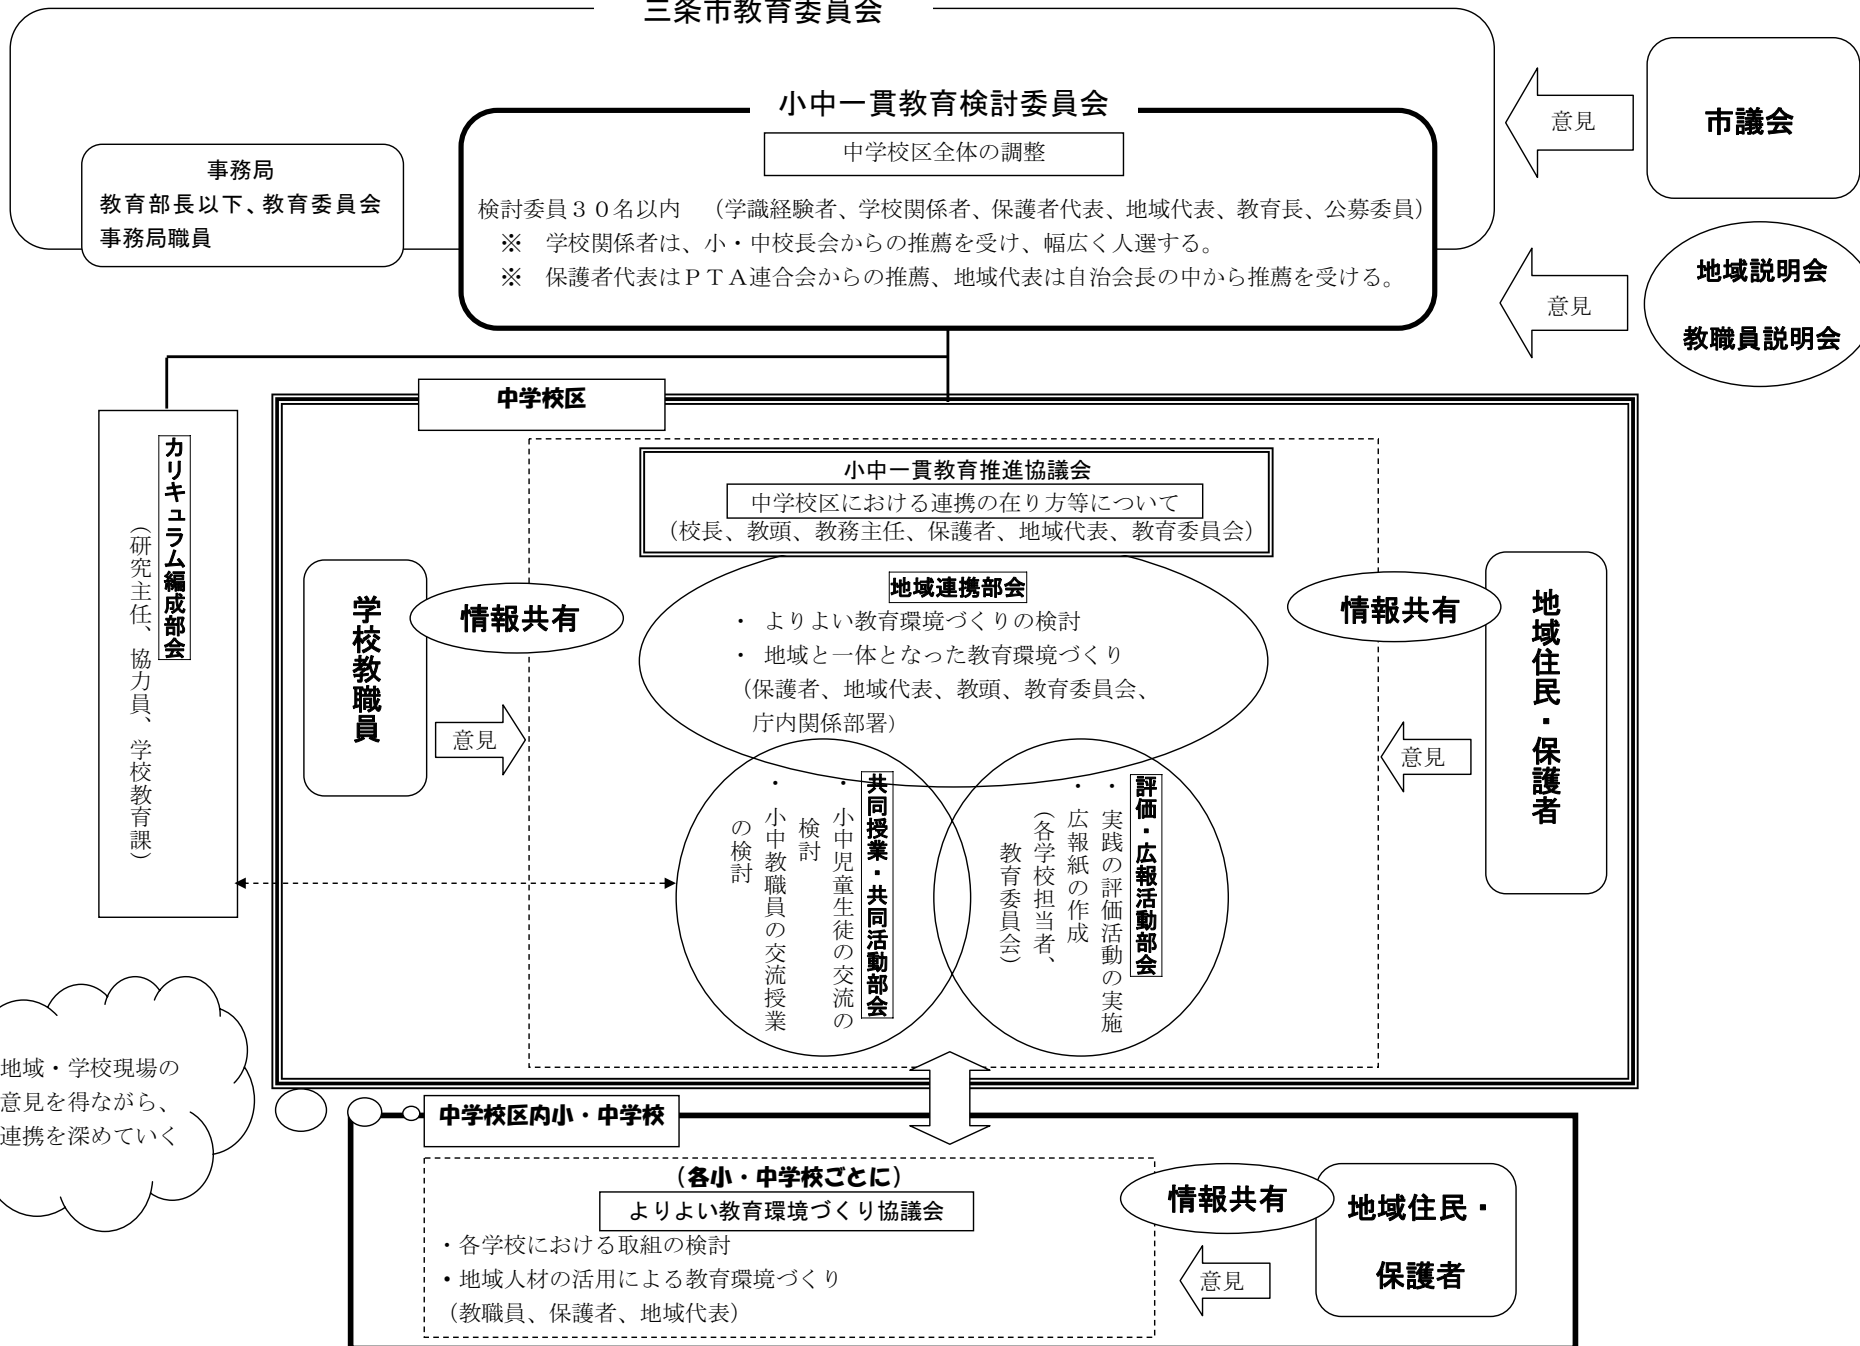 三条市教育委員会
小中一貫教育検討委員会
中学校区全体の調整
検討委員３０名以内　（学識経験者、学校関係者、保護者代表、地域代表、教育長、公募委員）
※　学校関係者は、小・中校長会からの推薦を受け、幅広く人選する。
※　保護者代表はＰＴＡ連合会からの推薦、地域代表は自治会長の中から推薦を受ける。
事務局
教育部長以下、教育委員会
事務局職員
意見
市議会
意見
地域説明会
教職員説明会
カリキュラム編成部会
（研究主任、協力員、学校教育課）
中学校区
小中一貫教育推進協議会
中学校区における連携の在り方等について
（校長、教頭、教務主任、保護者、地域代表、教育委員会）
学校教職員
情報共有
意見
地域連携部会
・ よりよい教育環境づくりの検討
・ 地域と一体となった教育環境づくり
（保護者、地域代表、教頭、教育委員会、
庁内関係部署）
情報共有
地域住民・保護者
意見
共同授業・共同活動部会
・ 小中児童生徒の交流の
検討
・ 小中教職員の交流授業
の検討
評価・広報活動部会
・ 実践の評価活動の実施
・ 広報紙の作成
（各学校担当者、
教育委員会）
地域・学校現場の
意見を得ながら、
連携を深めていく
中学校区内小・中学校
（各小・中学校ごとに）
よりよい教育環境づくり協議会
・各学校における取組の検討
・地域人材の活用による教育環境づくり
（教職員、保護者、地域代表）
情報共有
意見
地域住民・
保護者